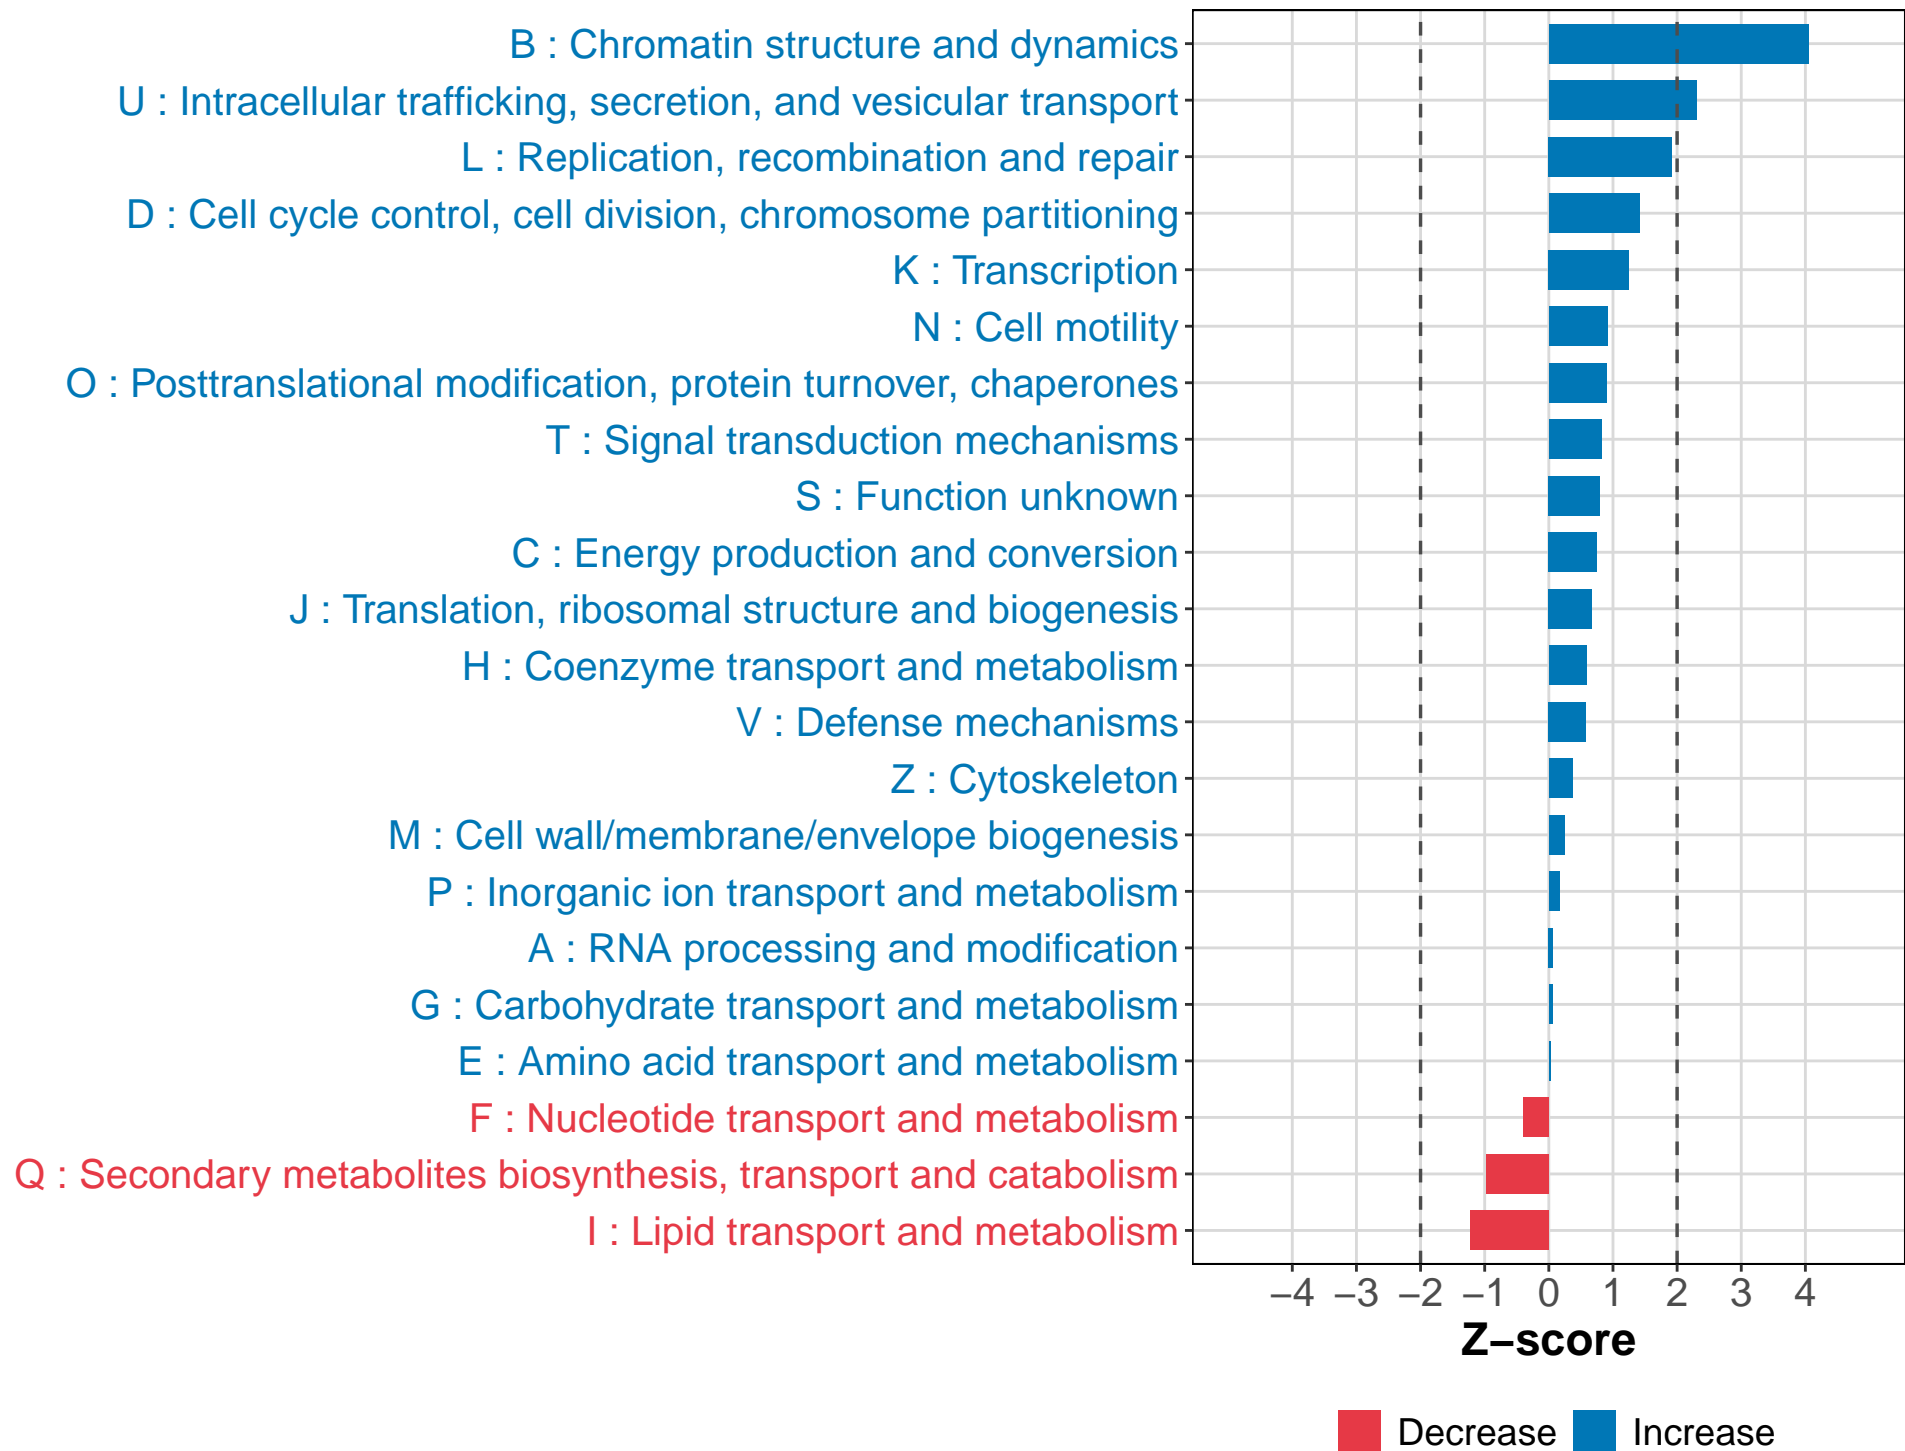 B : Chromatin structure and dynamics
U : Intracellular trafficking, secretion, and vesicular transport
L : Replication, recombination and repair
D : Cell cycle control, cell division, chromosome partitioning
K : Transcription
N : Cell motility
O : Posttranslational modification, protein turnover, chaperones
T : Signal transduction mechanisms
S : Function unknown
C : Energy production and conversion
J : Translation, ribosomal structure and biogenesis
H : Coenzyme transport and metabolism
V : Defense mechanisms
Z : Cytoskeleton
M : Cell wall/membrane/envelope biogenesis
P : Inorganic ion transport and metabolism
A : RNA processing and modification
G : Carbohydrate transport and metabolism
E : Amino acid transport and metabolism
F : Nucleotide transport and metabolism
Q : Secondary metabolites biosynthesis, transport and catabolism
I : Lipid transport and metabolism
−4 −3 −2 −1 0 1 2 3 4
Z−score
Decrease Increase